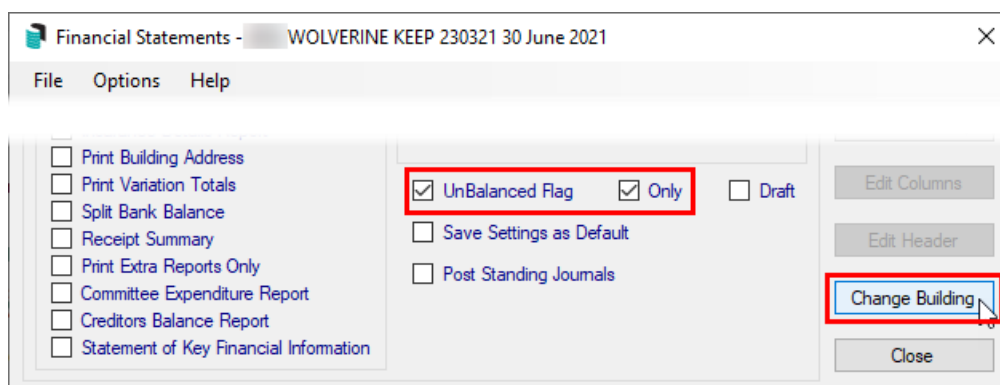 Financial Statements - WOLVERINE KEEP 230321 30 June 2021
File Options Help
Print Building Address
Print Variation Totals
Split Bank Balance
Receipt Summary
Print Extra Reports Only
Committee Expenditure Report
Creditors Balance Report
Statement of Key Financial Information
UnBalanced Flag Only Draft
Save Settings as Default
Post Standing Journals
Edit Columns
Edit Header
Change Building
Close